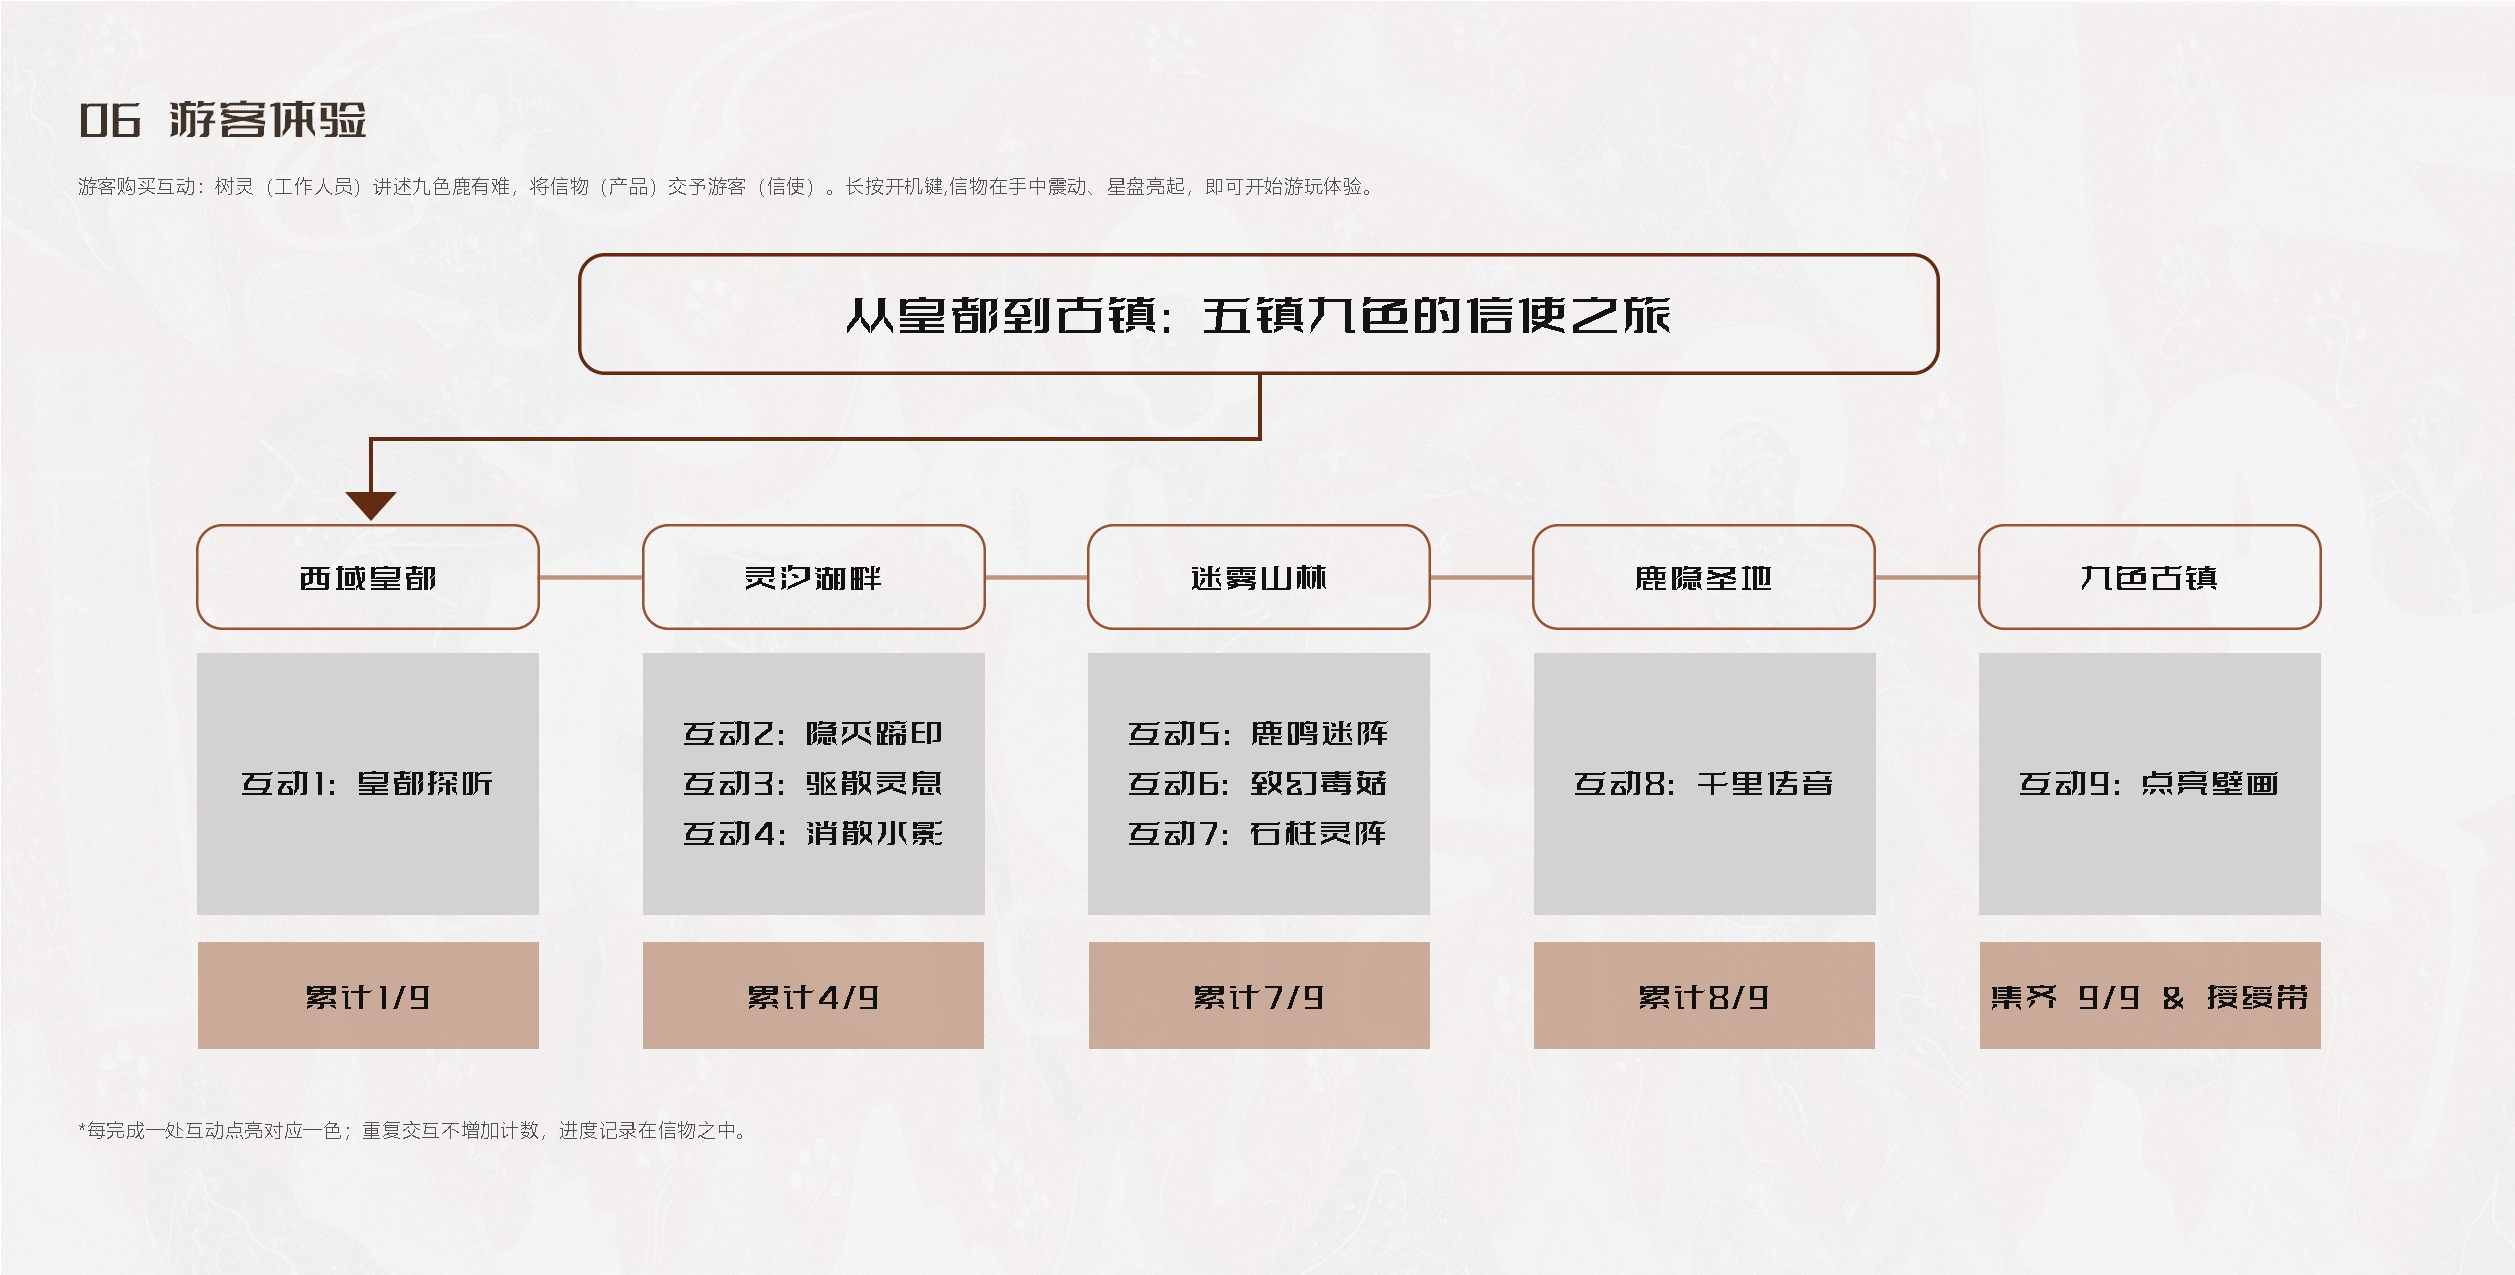 06 游客体验
游客购买互动：树灵（工作人员）讲述九色鹿有难，将信物（产品）交予游客（信使）。长按开机键,信物在手中震动、星盘亮起，即可开始游玩体验。
从皇都到古镇：五镇九色的信使之旅
西域皇都
灵汐湖畔
迷雾山林
鹿隐圣地
九色古镇
互动1：皇都探听
互动2：隐灭蹄印
互动3：驱散灵息
互动4：消散水影
互动5：鹿鸣迷阵
互动6：致幻毒菇
互动7：石柱灵阵
互动8：千里传音
互动9：点亮壁画
累计1/9
累计4/9
累计7/9
累计8/9
集齐 9/9 & 授绶带
*每完成一处互动点亮对应一色；重复交互不增加计数，进度记录在信物之中。